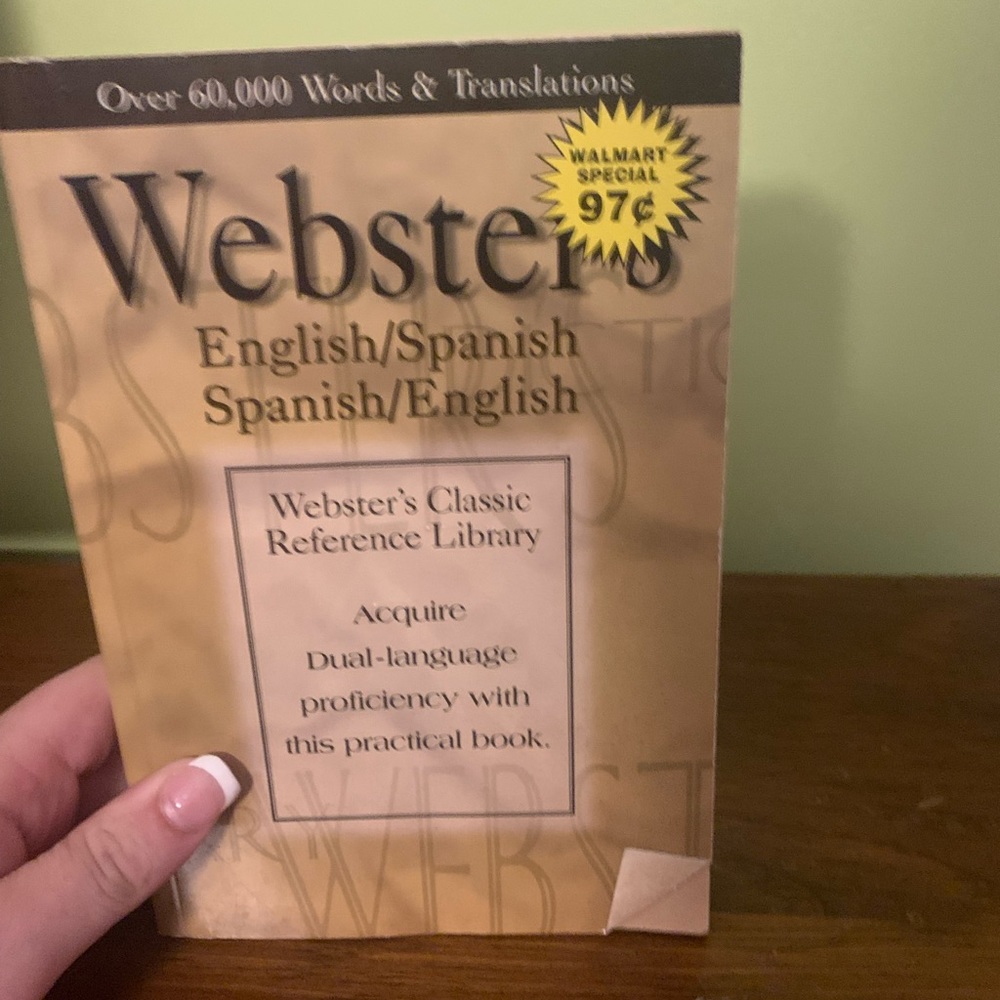 Over 60,000 Words & Translations
WALMART
SPECIAL
97¢
Webster's
English/Spanish
Spanish/English
Webster's Classic
Reference Library
Acquire
Dual-language
proficiency with
this practical book.
WEBST